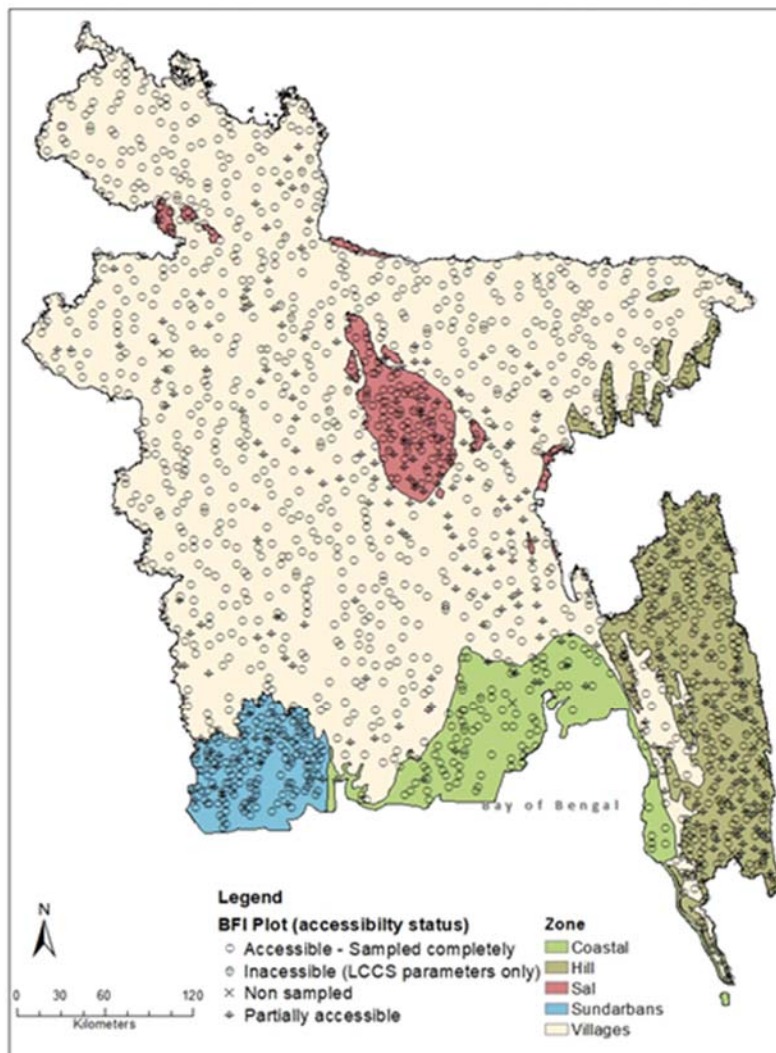 Bay of Bengal
Legend
BFI Plot (accessibilty status)
Accessible - Sampled completely
Inacessible (LCCS parameters only)
Non sampled
Partially accessible
Zone
Coastal
Hill
Sal
Sundarbans
Villages
N
0 30 60 120
Kilometers